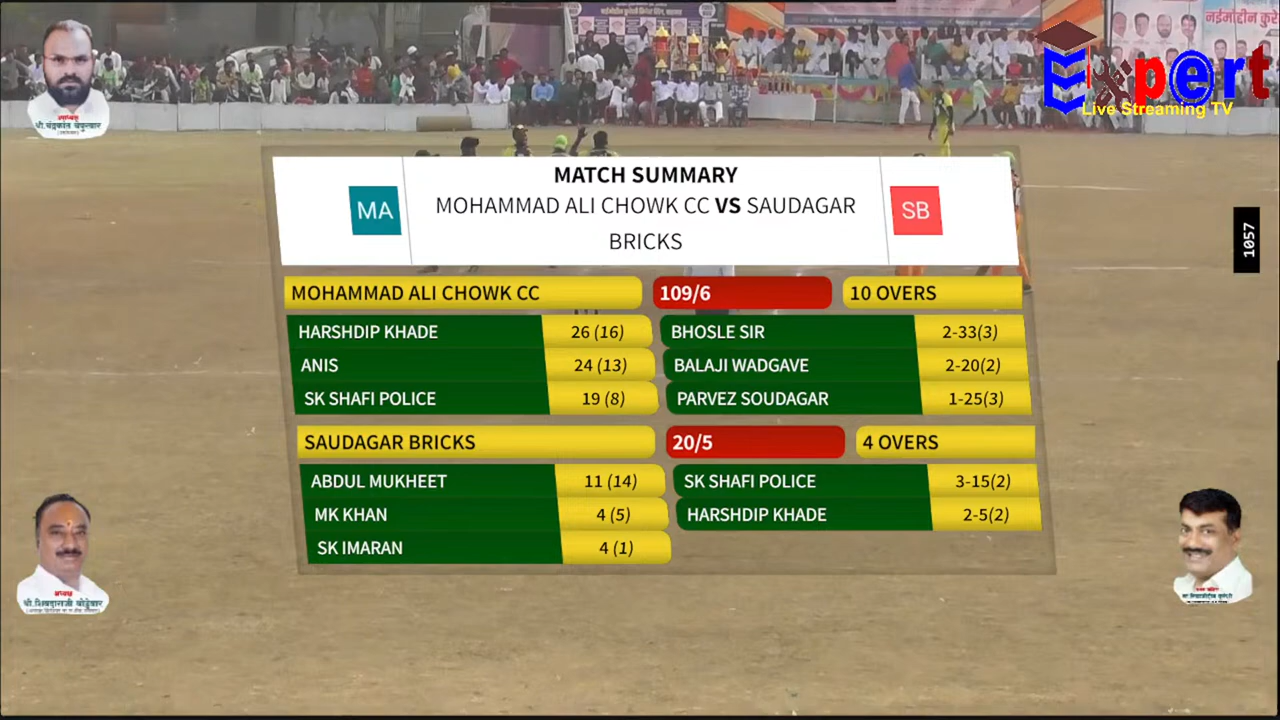 नईमोद्दीन कुरे
Expert
Live Streaming TV
MATCH SUMMARY
MA
MOHAMMAD ALI CHOWK CC VS SAUDAGAR
BRICKS
SB
1057
MOHAMMAD ALI CHOWK CC 109/6 10 OVERS
HARSHDIP KHADE 26 (16) BHOSLE SIR 2-33(3)
ANIS 24 (13) BALAJI WADGAVE 2-20(2)
SK SHAFI POLICE 19 (8) PARVEZ SOUDAGAR 1-25(3)
SAUDAGAR BRICKS 20/5 4 OVERS
ABDUL MUKHEET 11 (14) SK SHAFI POLICE 3-15(2)
MK KHAN 4 (5) HARSHDIP KHADE 2-5(2)
SK IMARAN 4 (1)